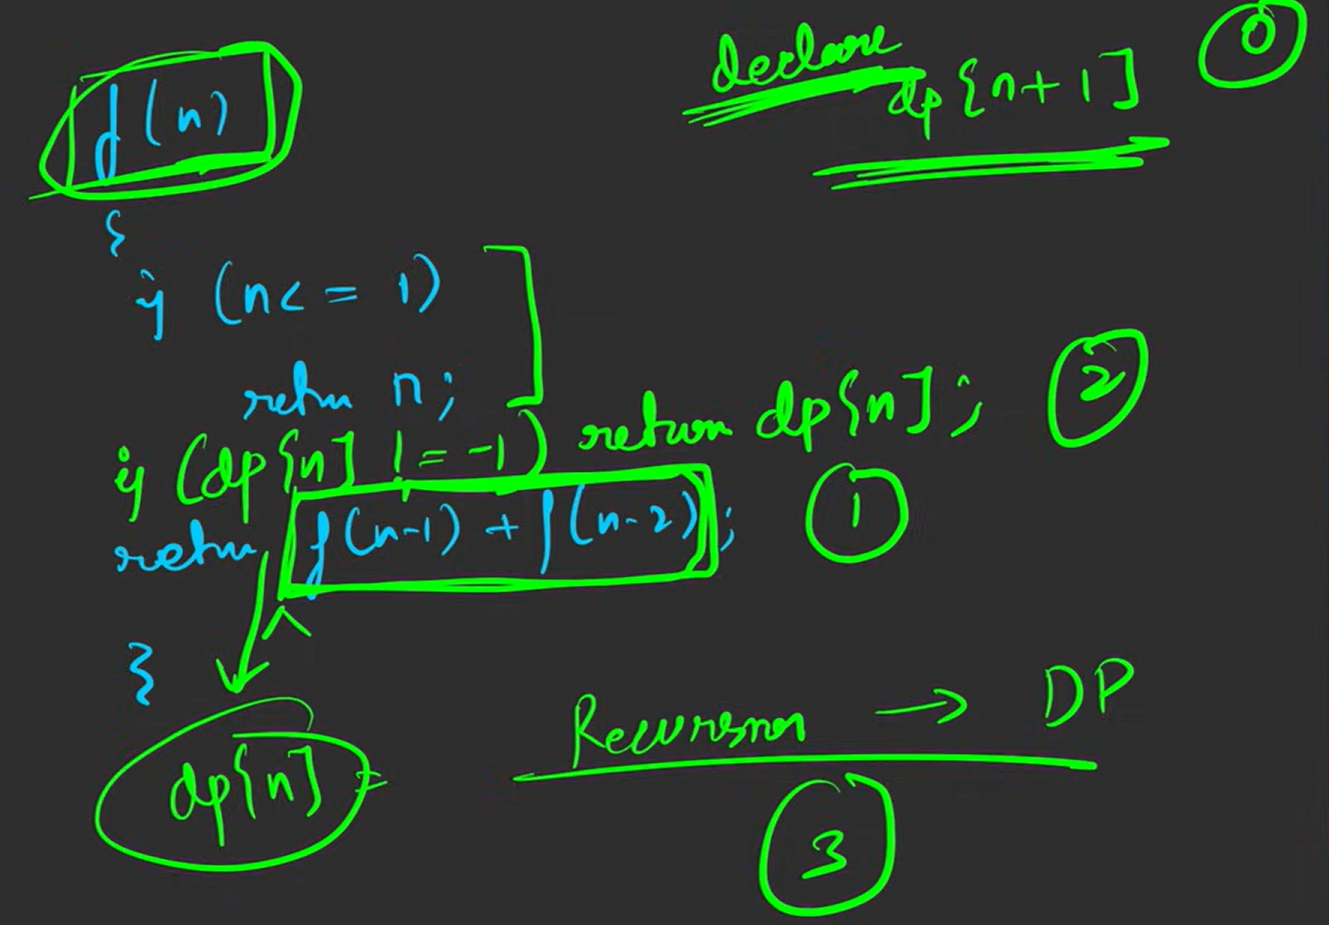 declare dp[n+1] 0
f(n)
{
if (n<= 1)
return n;
if (dp[n] != -1) return dp[n]; 2
return f(n-1) + f(n-2); 1
}
Recursion → DP
dp[n] =
3